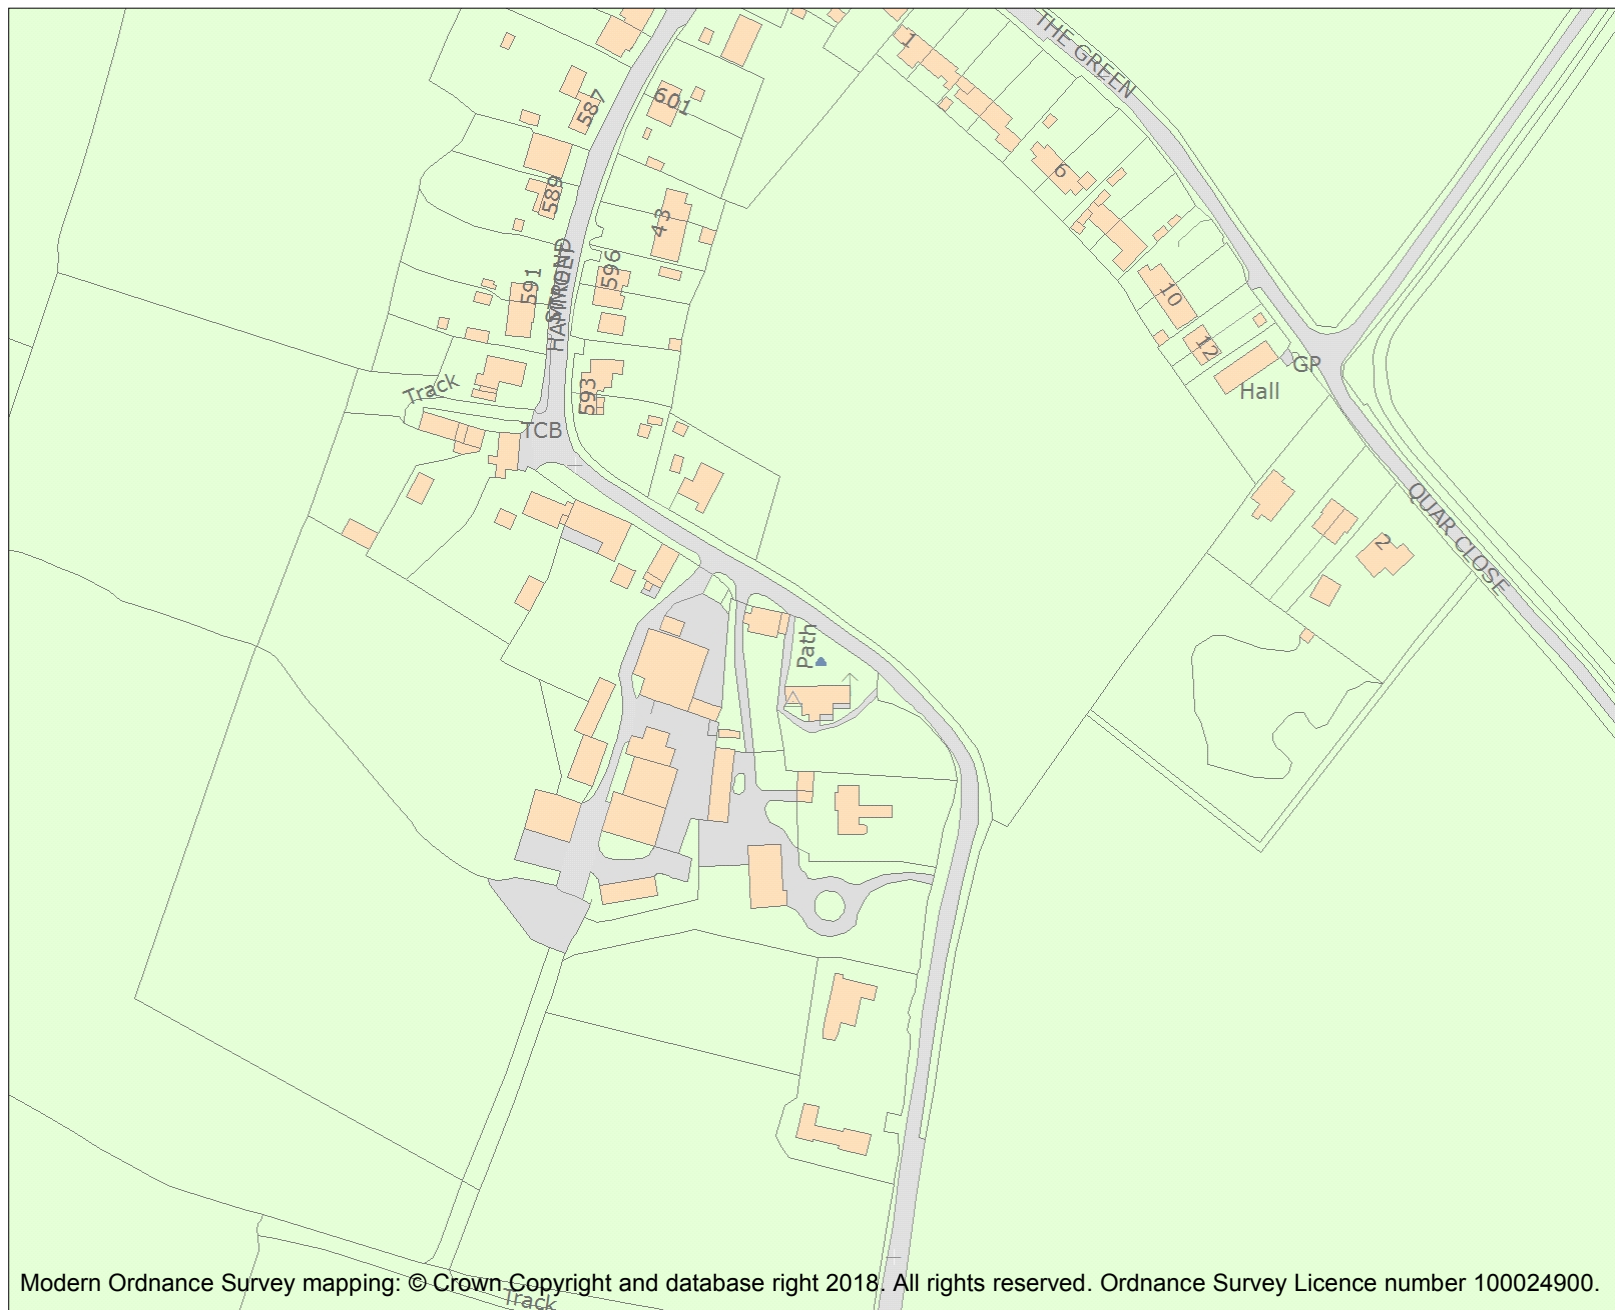 THE GREEN
1
587
601
6
589
4 3
596
591
10
12
GP
Hall
Track
593
TCB
QUAR CLOSE
2
Path
Modern Ordnance Survey mapping: © Crown Copyright and database right 2018. All rights reserved. Ordnance Survey Licence number 100024900.
Track